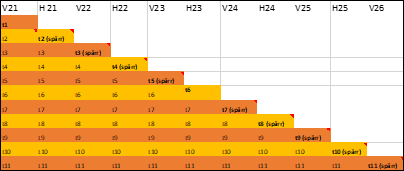 V21 H 21 V22 H22 V23 H23 V24 H24 V25 H25 V26
t1
t2 t2 (spärr)
t3 t3 t3 (spärr)
t4 t4 t4 t4 (spärr)
t5 t5 t5 t5 t5 (spärr)
t6 t6 t6 t6 t6 t6
t7 t7 t7 t7 t7 t7 t7 (spärr)
t8 t8 t8 t8 t8 t8 t8 t8 (spärr)
t9 t9 t9 t9 t9 t9 t9 t9 t9 (spärr)
t10 t10 t10 t10 t10 t10 t10 t10 t10 t10 (spärr)
t11 t11 t11 t11 t11 t11 t11 t11 t11 t11 t11 (spärr)